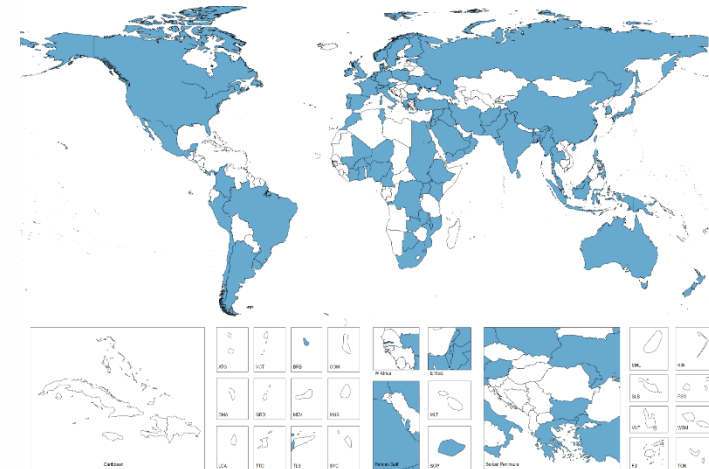 W Africa
E Med.
ATG
VCT
BRB
COM
MHL
KIR
DMA
GRD
MDV
MUS
MLT
SLB
FSM
VUT
WSM
LCA
TTO
TLS
SYC
SGP
FJI
TON
Caribbean
Persian Gulf
Balkan Peninsula